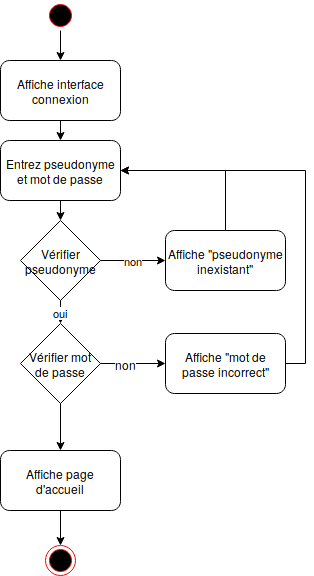 Affiche interface
connexion
Entrez pseudonyme
et mot de passe
Vérifier
pseudonyme
non
Affiche "pseudonyme
inexistant"
oui
Vérifier mot
de passe
non
Affiche "mot de
passe incorrect"
Affiche page
d'accueil